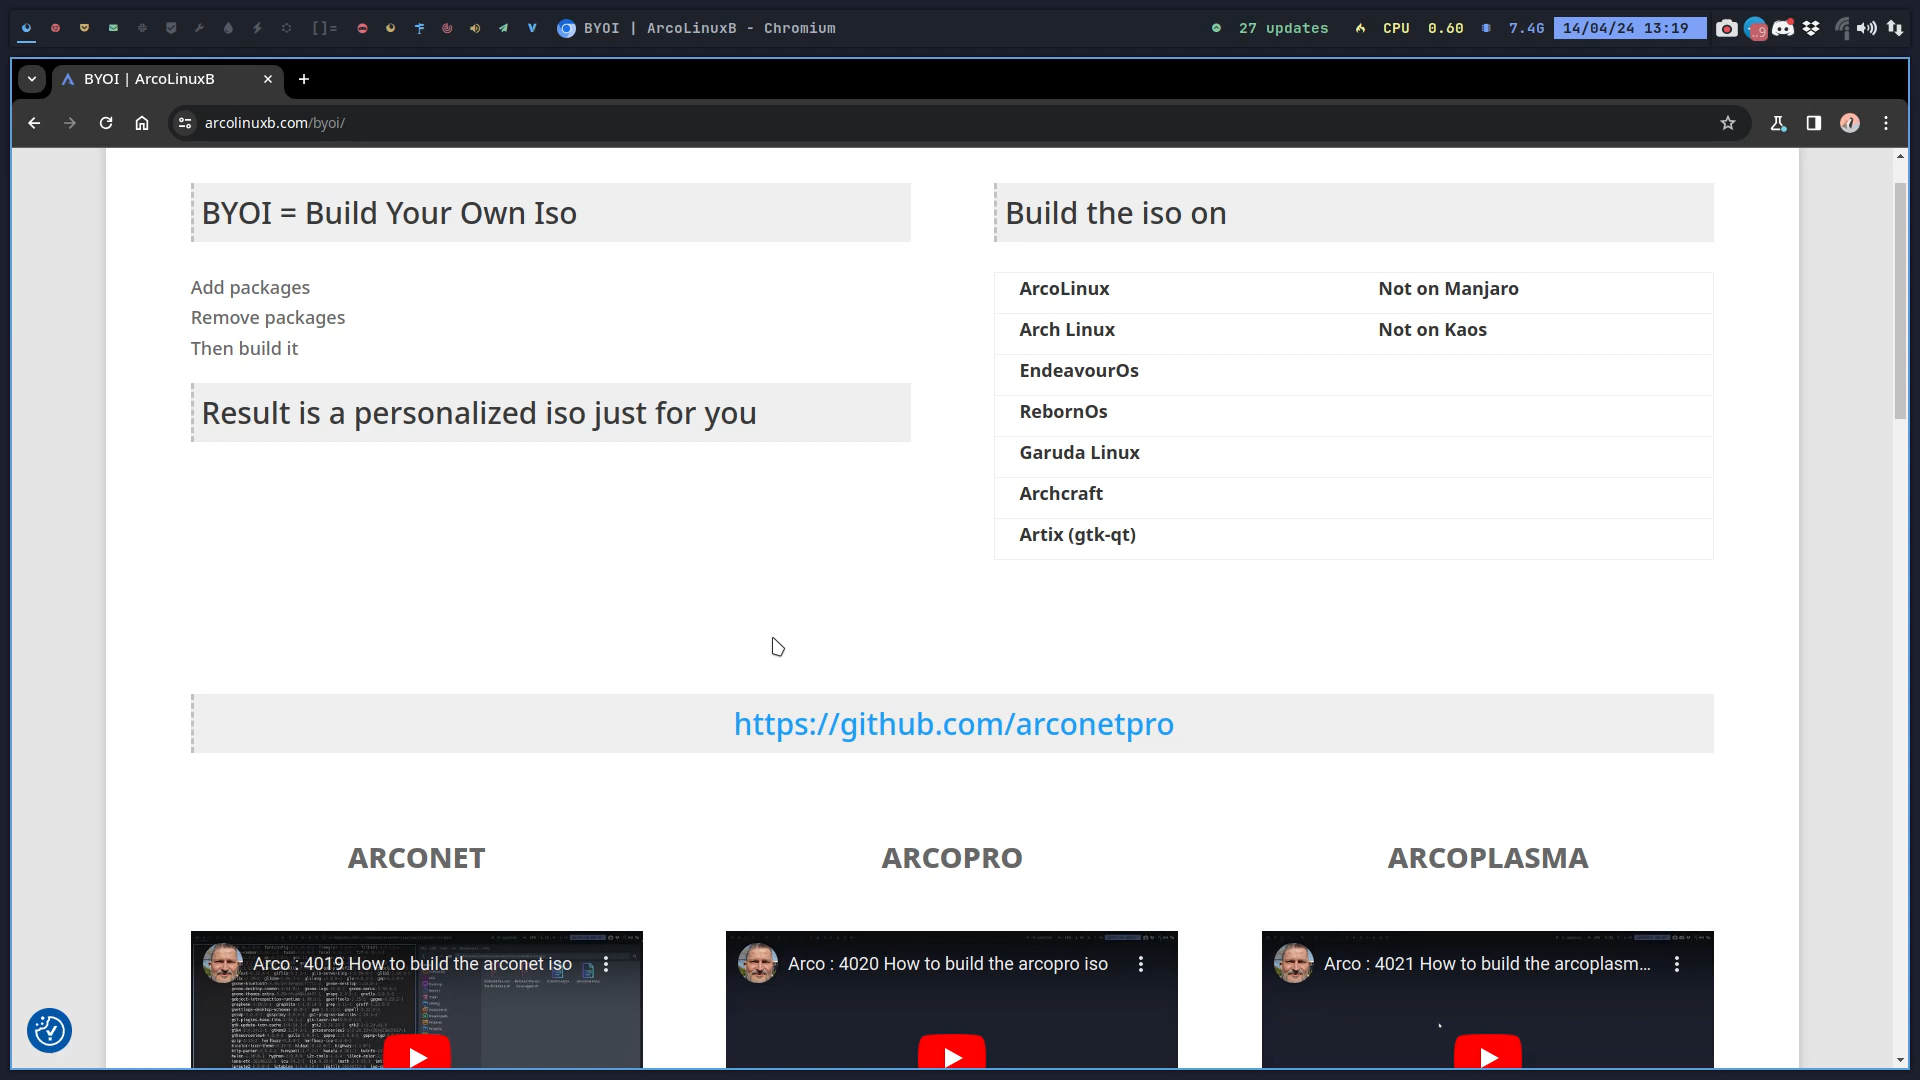 []=
V
BYOI | ArcoLinuxB - Chromium
27 updates
CPU 0.60
7.4G
14/04/24 13:19
BYOI | ArcoLinuxB
arcolinuxb.com/byoi/
BYOI = Build Your Own Iso
Add packages
Remove packages
Then build it
Result is a personalized iso just for you
Build the iso on
ArcoLinux Not on Manjaro
Arch Linux Not on Kaos
EndeavourOs
RebornOs
Garuda Linux
Archcraft
Artix (gtk-qt)
https://github.com/arconetpro
ARCONET
ARCOPRO
ARCOPLASMA
Arco : 4019 How to build the arconet iso
Arco : 4020 How to build the arcopro iso
Arco : 4021 How to build the arcoplasm...